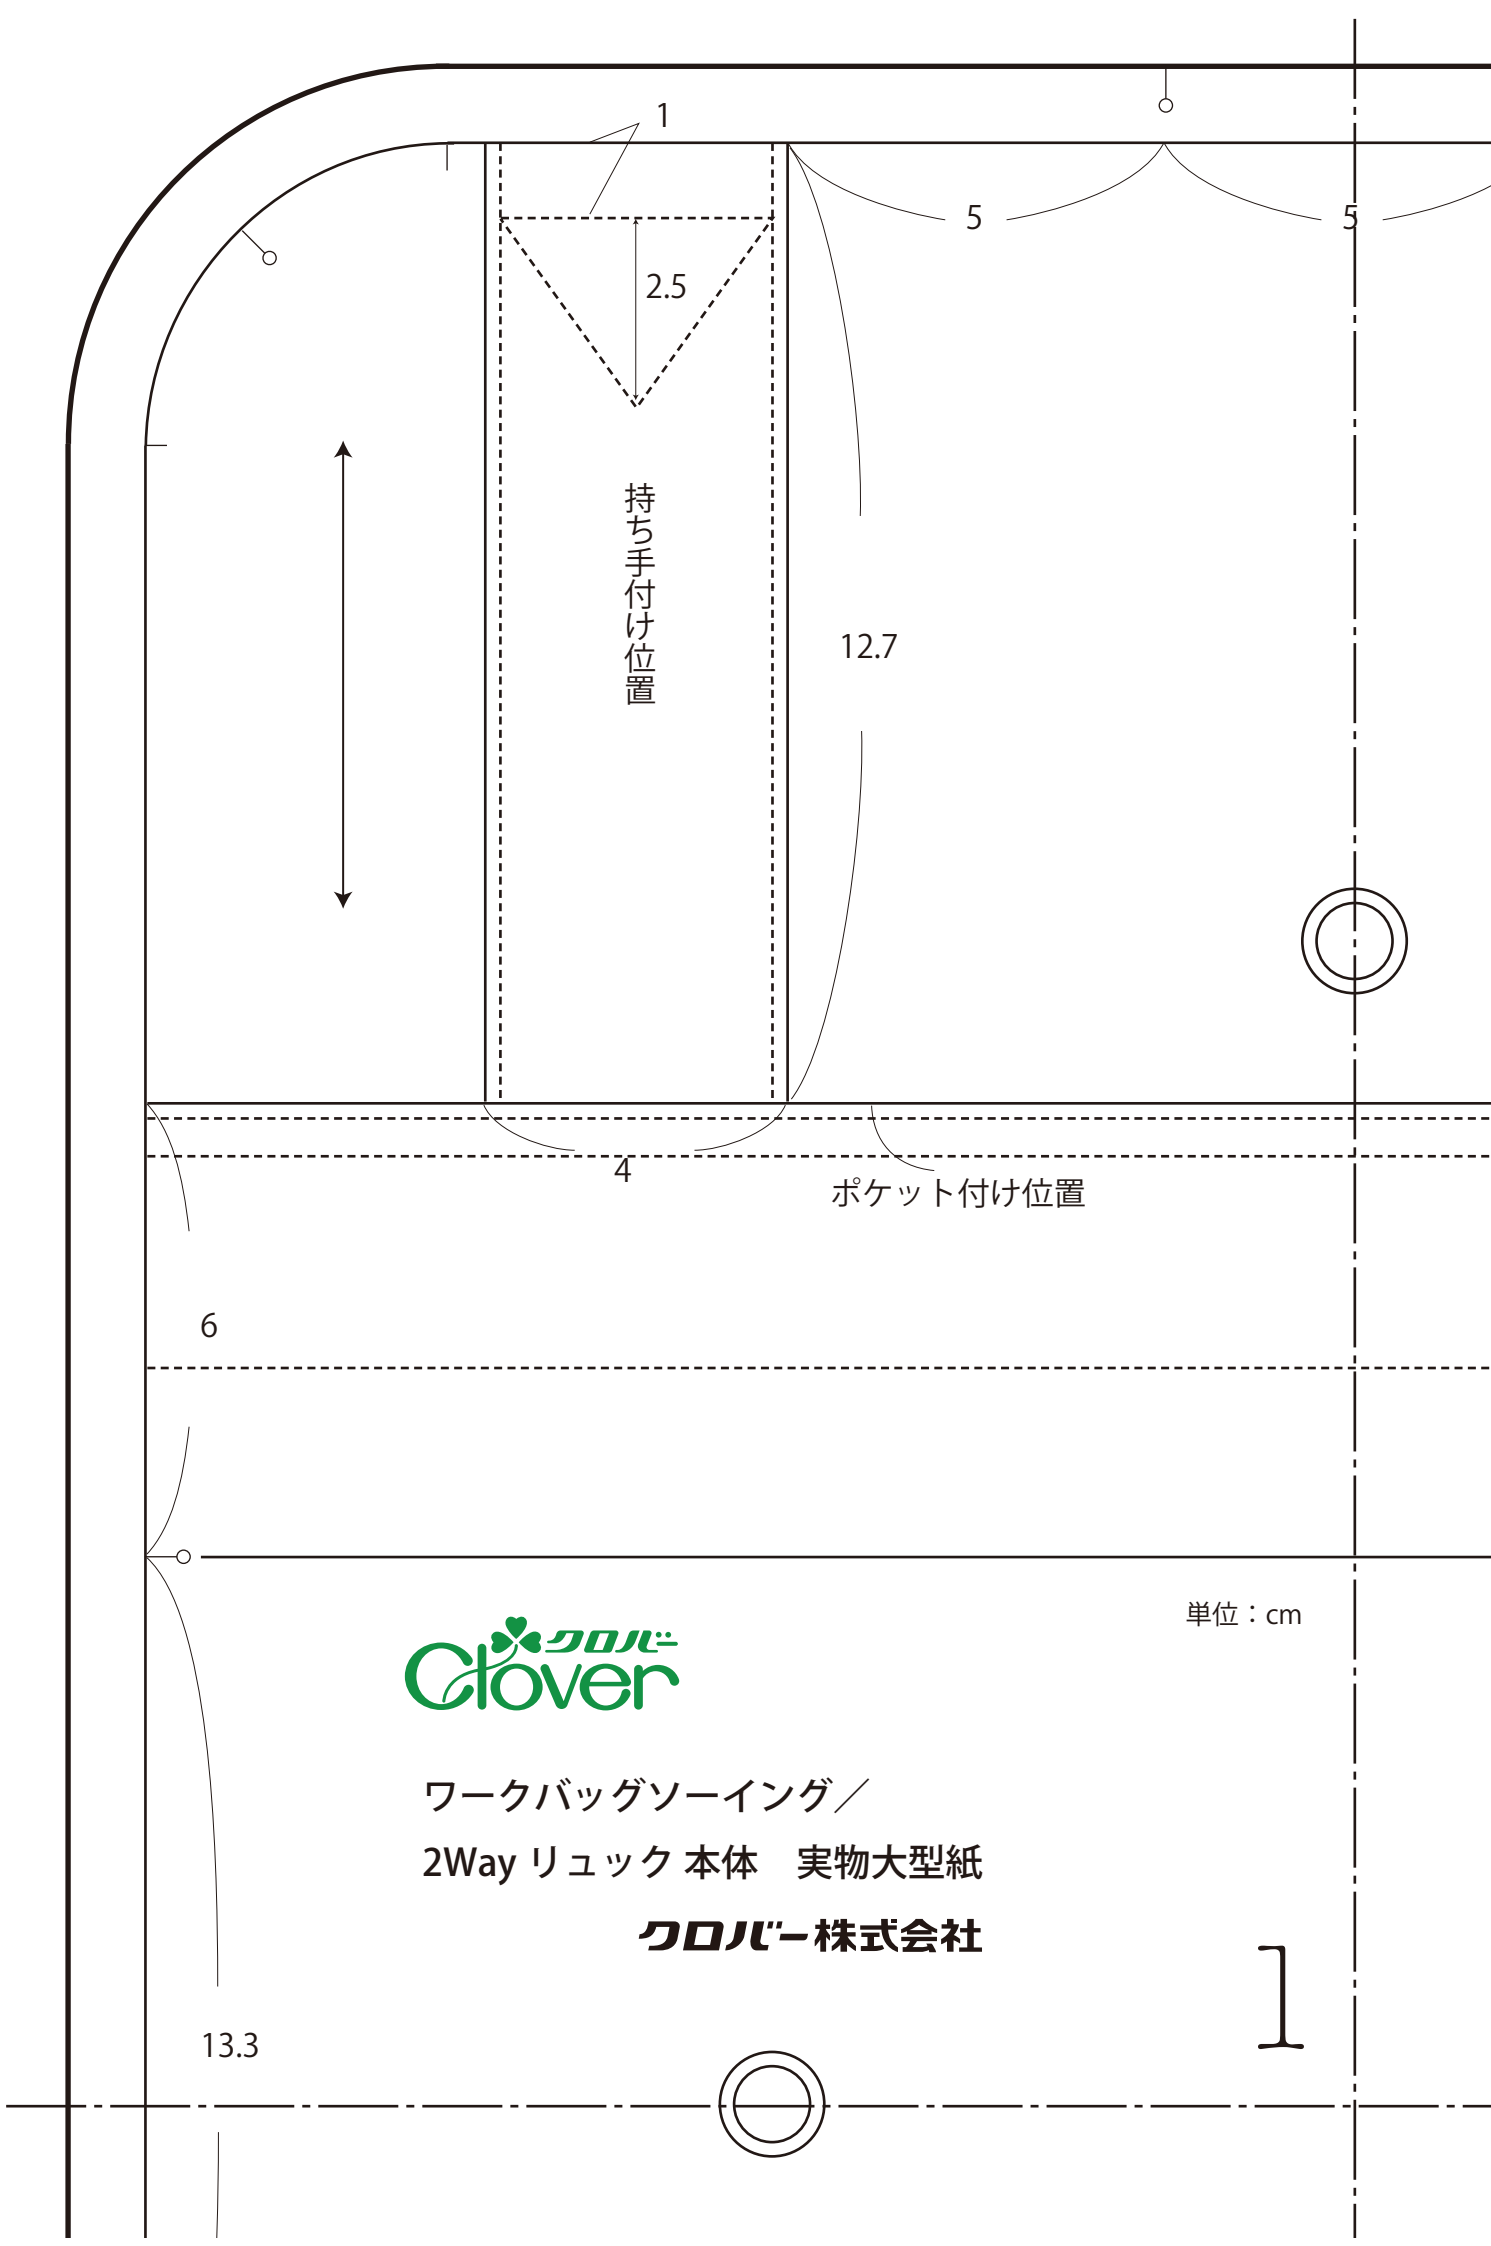 1
5
5
2.5
持ち手付け位置
12.7
4
ポケット付け位置
6
単位：cm
クロバー
Clover
ワークバッグソーイング／
2Way リュック 本体　実物大型紙
クロバー株式会社
1
13.3